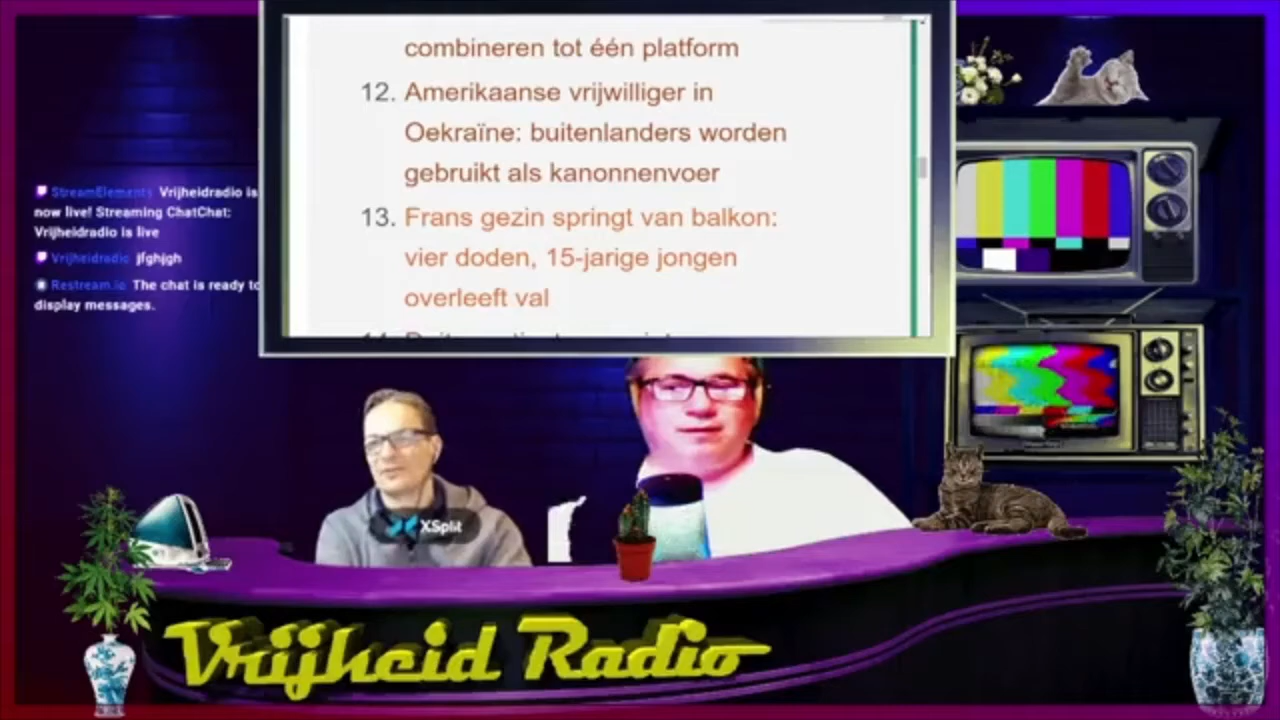 combineren tot één platform
12. Amerikaanse vrijwilliger in
Oekraïne: buitenlanders worden
gebruikt als kanonnenvoer
13. Frans gezin springt van balkon:
vier doden, 15-jarige jongen
overleeft val
StreamElements Vrijheidradio is
now live! Streaming ChatChat:
Vrijheidradio is live
Vrijheidradio jfghjgh
Restream.io The chat is ready to
display messages.
XSplit
Vrijheid Radio